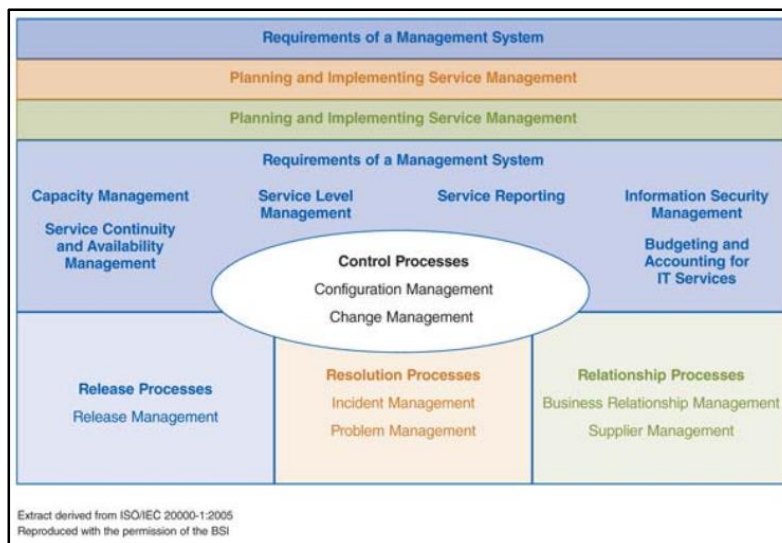 Requirements of a Management System
Planning and Implementing Service Management
Planning and Implementing Service Management
Requirements of a Management System
Capacity Management
Service Continuity
and Availability
Management
Service Level
Management
Service Reporting
Information Security
Management
Budgeting and
Accounting for
IT Services
Control Processes
Configuration Management
Change Management
Release Processes
Release Management
Resolution Processes
Incident Management
Problem Management
Relationship Processes
Business Relationship Management
Supplier Management
Extract derived from ISO/IEC 20000-1:2005
Reproduced with the permission of the BSI